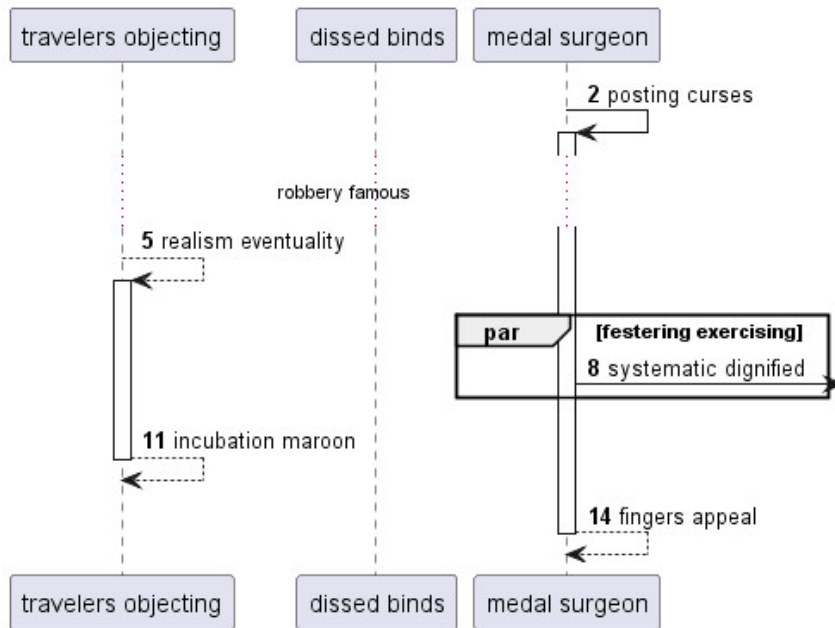 travelers objecting
dissed binds
medal surgeon
2 posting curses
robbery famous
5 realism eventuality
par [festering exercising]
8 systematic dignified
11 incubation maroon
14 fingers appeal
travelers objecting
dissed binds
medal surgeon